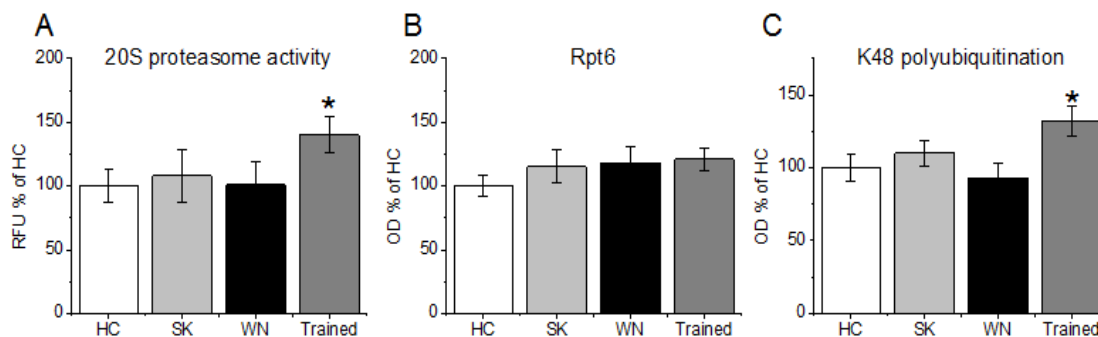 A
20S proteasome activity
200
150
100
50
0
RFU % of HC
*
HC SK WN Trained
B
Rpt6
200
150
100
50
0
OD % of HC
HC SK WN Trained
C
K48 polyubiquitination
150
100
50
0
OD % of HC
*
HC SK WN Trained